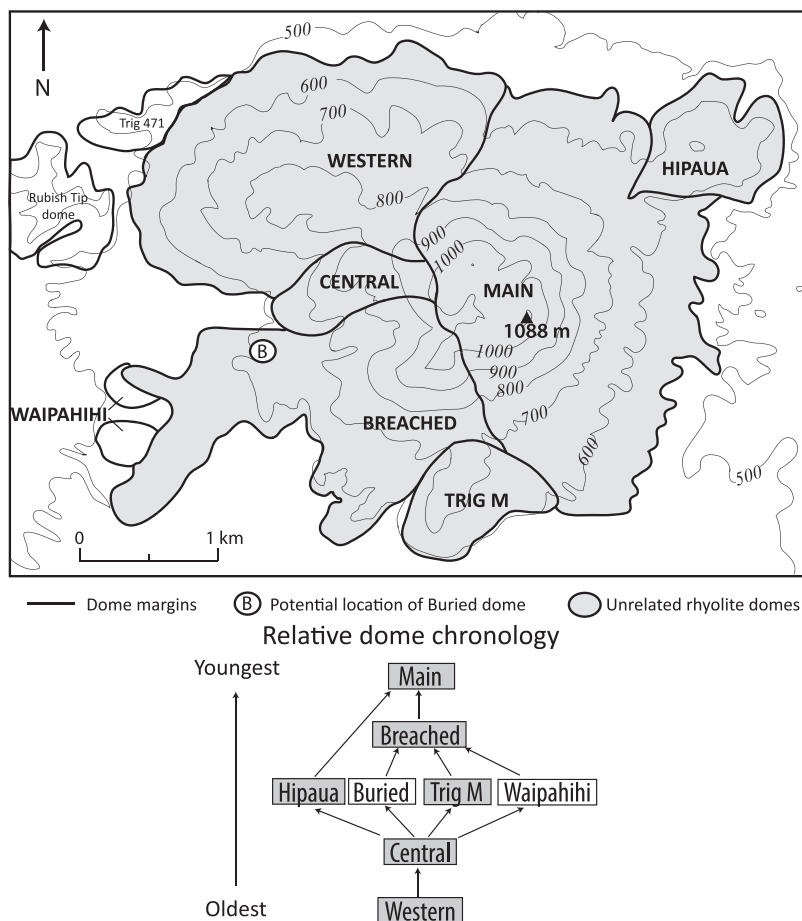 500
N
600
700
Trig 471
WESTERN
HIPAUA
Rubish Tip
dome
800
900
1000
CENTRAL
MAIN
1088 m
B
1000
900
800
WAIPAHIHI
BREACHED
700
600
500
TRIG M
0 1 km
Dome margins B Potential location of Buried dome Unrelated rhyolite domes
Relative dome chronology
Youngest
Main
Breached
Hipaua Buried Trig M Waipahihi
Central
Oldest
Western